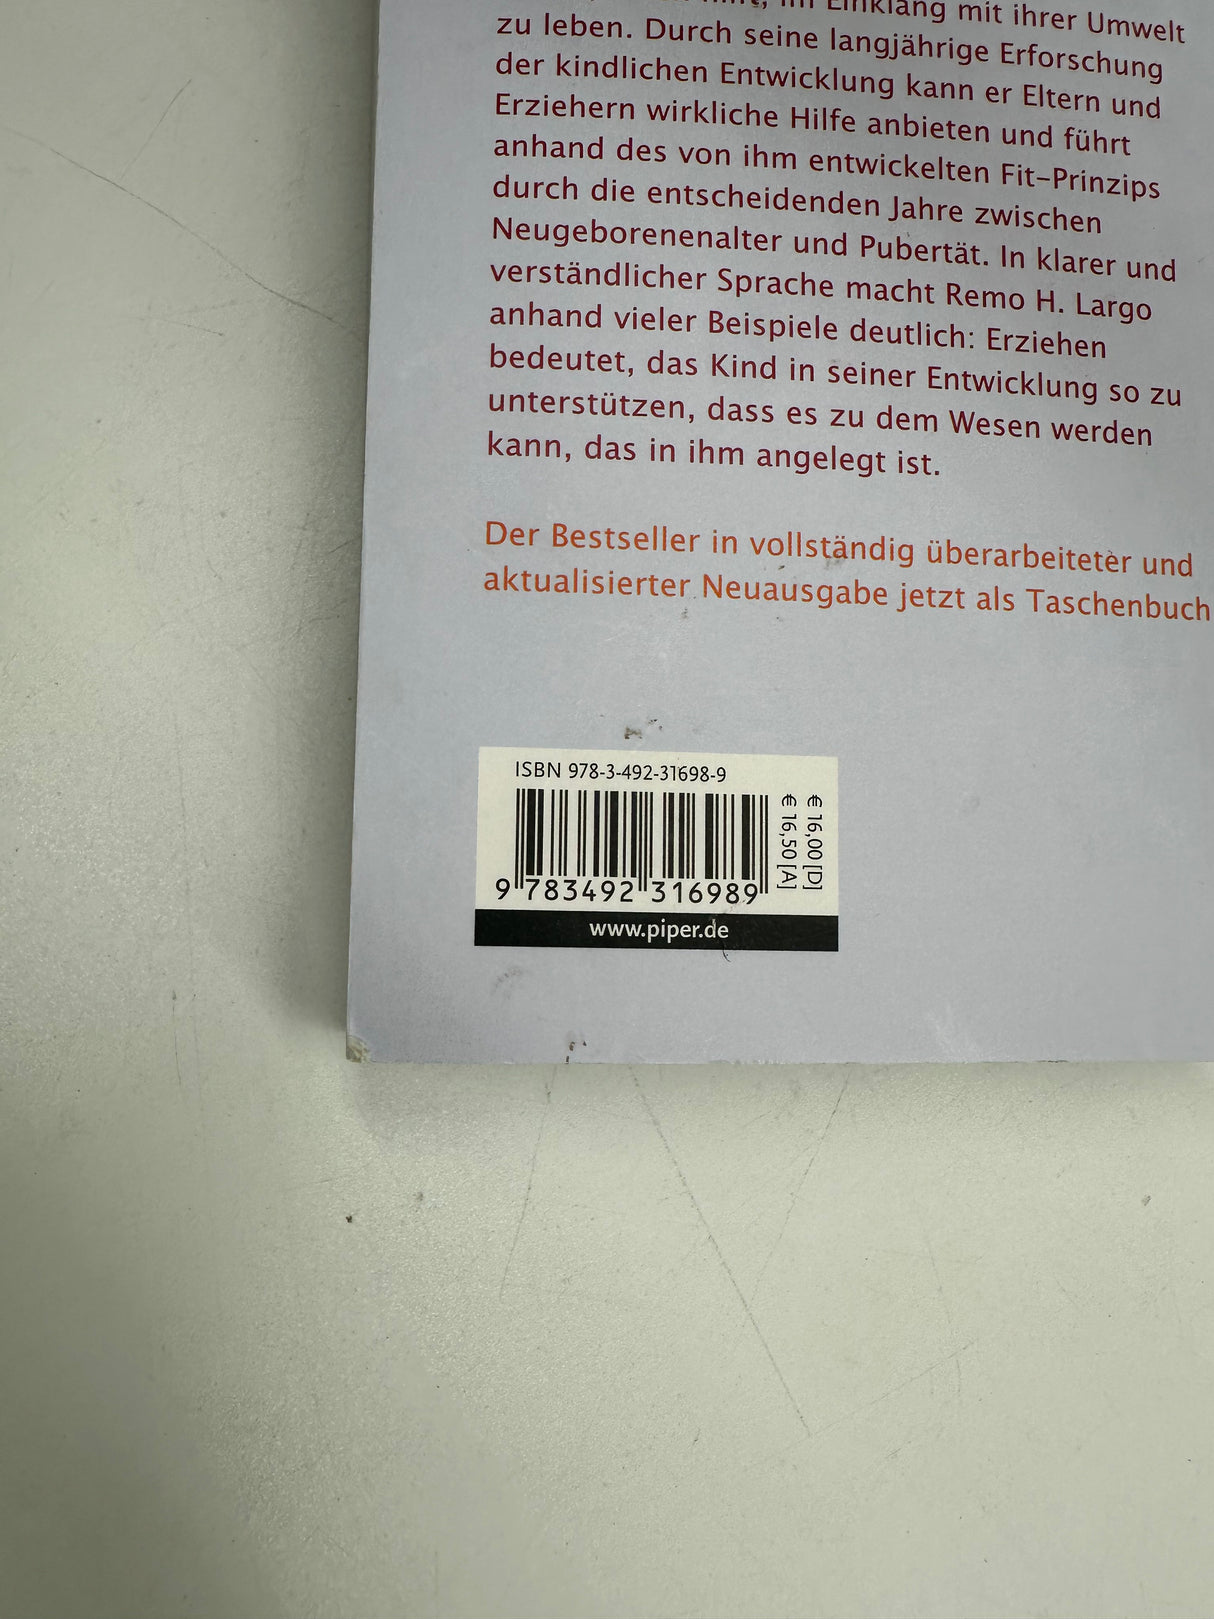 im Einklang mit ihrer Umwelt
zu leben. Durch seine langjährige Erforschung
der kindlichen Entwicklung kann er Eltern und
Erziehern wirkliche Hilfe anbieten und führt
anhand des von ihm entwickelten Fit-Prinzips
durch die entscheidenden Jahre zwischen
Neugeborenenalter und Pubertät. In klarer und
verständlicher Sprache macht Remo H. Largo
anhand vieler Beispiele deutlich: Erziehen
bedeutet, das Kind in seiner Entwicklung so zu
unterstützen, dass es zu dem Wesen werden
kann, das in ihm angelegt ist.
Der Bestseller in vollständig überarbeiteter und
aktualisierter Neuausgabe jetzt als Taschenbuch
ISBN 978-3-492-31698-9
€ 16,00 [D]
€ 16,50 [A]
9 783492 316989
www.piper.de